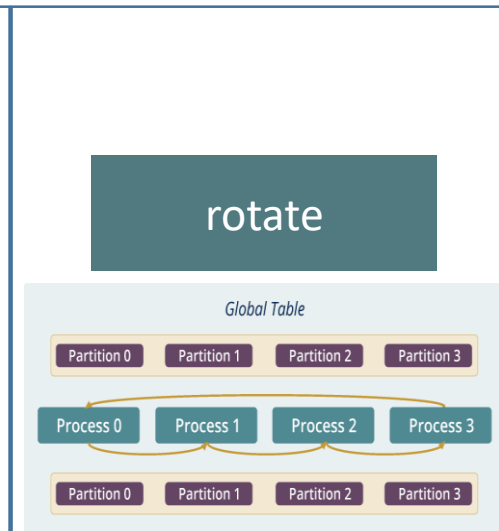 rotate
Global Table
Partition 0 Partition 1 Partition 2 Partition 3
Process 0 Process 1 Process 2 Process 3
Partition 0 Partition 1 Partition 2 Partition 3